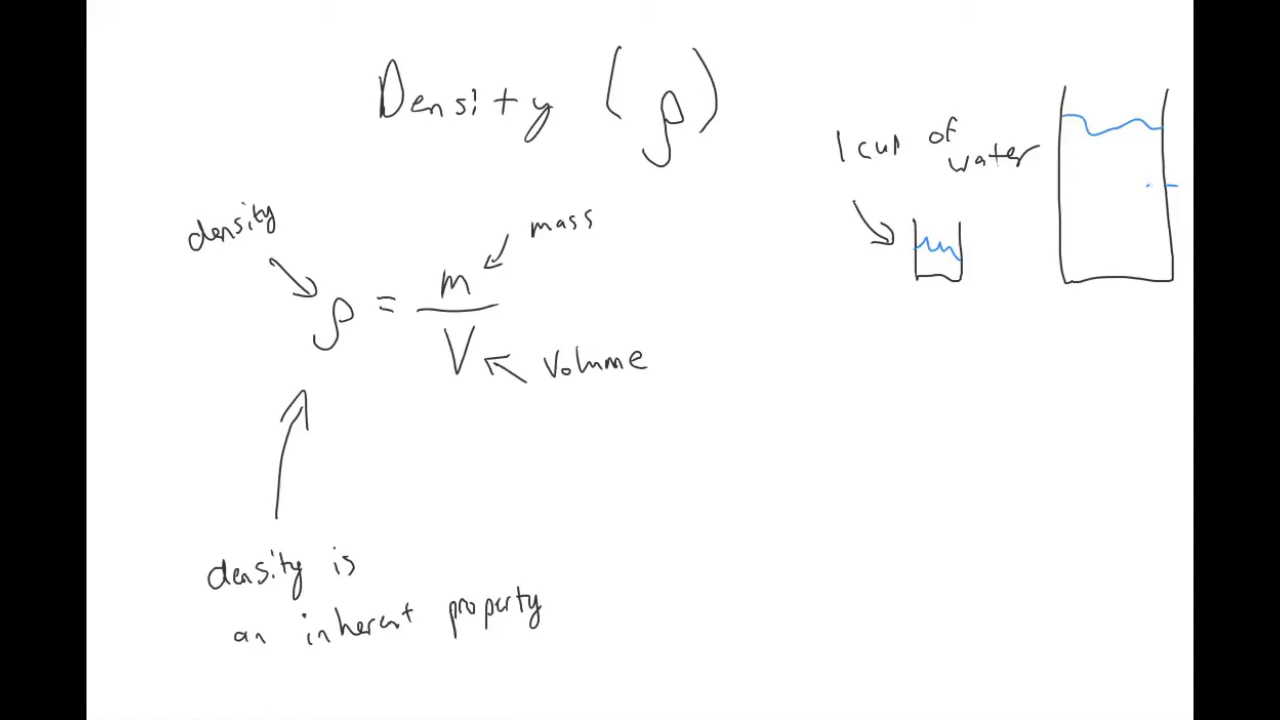 Density (ρ)
1 cup of
water
density
mass
ρ = m
V
Volume
density is
an inherent property